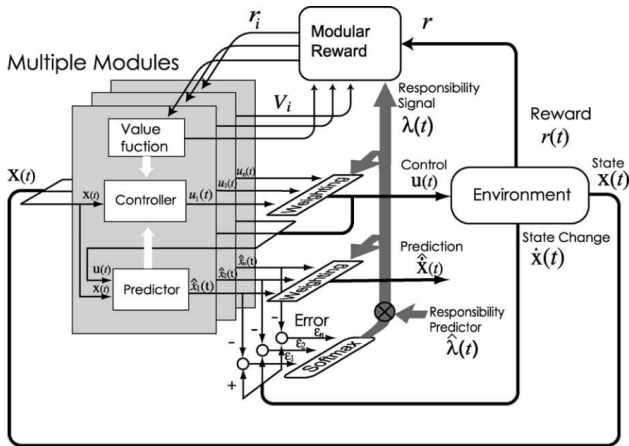 r_i
r
Modular
Reward
Multiple Modules
Responsibility
Signal
λ(t)
Reward
r(t)
V_i
Value
fuction
x(t)
u_n(t)
u_2(t)
Control
u(t)
State
x(t)
x(t)
Controller
u_1(t)
Weighting
Environment
State Change
ẋ(t)
Prediction
x̂̇(t)
u(t)
x(t)
Predictor
x̂̇_n(t)
x̂̇_2(t)
x̂̇_1(t)
Weighting
Responsibility
Predictor
λ̂(t)
Error
-
-
-
+
ε_n
ε_2
ε_1
Softmax